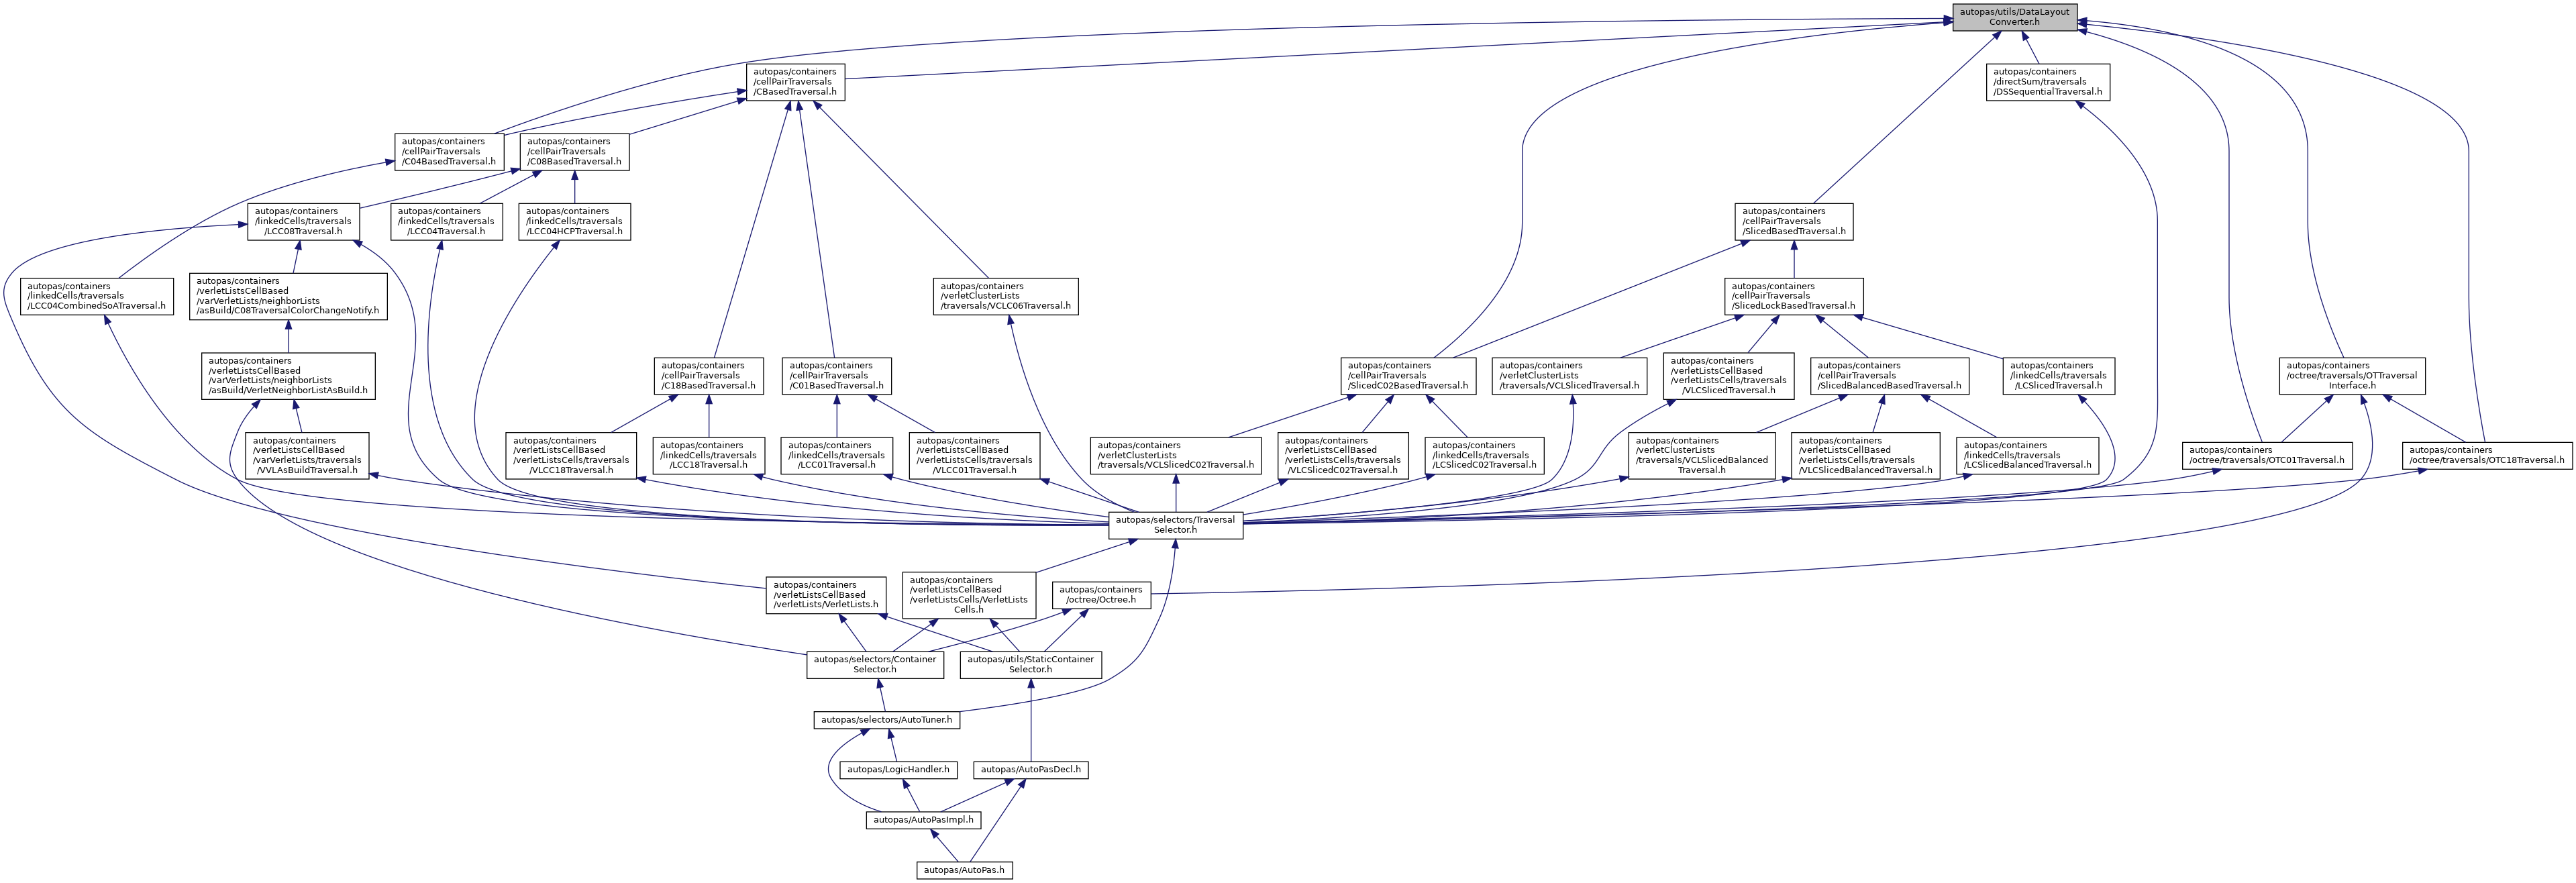 autopas/utils/DataLayout
Converter.h
autopas/containers
/cellPairTraversals
/CBasedTraversal.h
autopas/containers
/directSum/traversals
/DSSequentialTraversal.h
autopas/containers
/cellPairTraversals
/C04BasedTraversal.h
autopas/containers
/cellPairTraversals
/C08BasedTraversal.h
autopas/containers
/linkedCells/traversals
/LCC08Traversal.h
autopas/containers
/linkedCells/traversals
/LCC04Traversal.h
autopas/containers
/linkedCells/traversals
/LCC04HCPTraversal.h
autopas/containers
/cellPairTraversals
/SlicedBasedTraversal.h
autopas/containers
/linkedCells/traversals
/LCC04CombinedSoATraversal.h
autopas/containers
/verletListsCellBased
/varVerletLists/neighborLists
/asBuild/C08TraversalColorChangeNotify.h
autopas/containers
/verletClusterLists
/traversals/VCLC06Traversal.h
autopas/containers
/cellPairTraversals
/SlicedLockBasedTraversal.h
autopas/containers
/verletListsCellBased
/varVerletLists/neighborLists
/asBuild/VerletNeighborListAsBuild.h
autopas/containers
/cellPairTraversals
/C18BasedTraversal.h
autopas/containers
/cellPairTraversals
/C01BasedTraversal.h
autopas/containers
/cellPairTraversals
/SlicedC02BasedTraversal.h
autopas/containers
/verletClusterLists
/traversals/VCLSlicedTraversal.h
autopas/containers
/verletListsCellBased
/verletListsCells/traversals
/VLCSlicedTraversal.h
autopas/containers
/cellPairTraversals
/SlicedBalancedBasedTraversal.h
autopas/containers
/linkedCells/traversals
/LCSlicedTraversal.h
autopas/containers
/octree/traversals/OTTraversal
Interface.h
autopas/containers
/verletListsCellBased
/varVerletLists/traversals
/VVLAsBuildTraversal.h
autopas/containers
/verletListsCellBased
/verletListsCells/traversals
/VLCC18Traversal.h
autopas/containers
/linkedCells/traversals
/LCC18Traversal.h
autopas/containers
/linkedCells/traversals
/LCC01Traversal.h
autopas/containers
/verletListsCellBased
/verletListsCells/traversals
/VLCC01Traversal.h
autopas/containers
/verletClusterLists
/traversals/VCLSlicedC02Traversal.h
autopas/containers
/verletListsCellBased
/verletListsCells/traversals
/VLCSlicedC02Traversal.h
autopas/containers
/linkedCells/traversals
/LCSlicedC02Traversal.h
autopas/containers
/verletClusterLists
/traversals/VCLSlicedBalanced
Traversal.h
autopas/containers
/verletListsCellBased
/verletListsCells/traversals
/VLCSlicedBalancedTraversal.h
autopas/containers
/linkedCells/traversals
/LCSlicedBalancedTraversal.h
autopas/containers
/octree/traversals/OTC01Traversal.h
autopas/containers
/octree/traversals/OTC18Traversal.h
autopas/selectors/Traversal
Selector.h
autopas/containers
/verletListsCellBased
/verletLists/VerletLists.h
autopas/containers
/verletListsCellBased
/verletListsCells/VerletLists
Cells.h
autopas/containers
/octree/Octree.h
autopas/selectors/Container
Selector.h
autopas/utils/StaticContainer
Selector.h
autopas/selectors/AutoTuner.h
autopas/LogicHandler.h
autopas/AutoPasDecl.h
autopas/AutoPasImpl.h
autopas/AutoPas.h